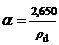 α = 2,650 / ρd